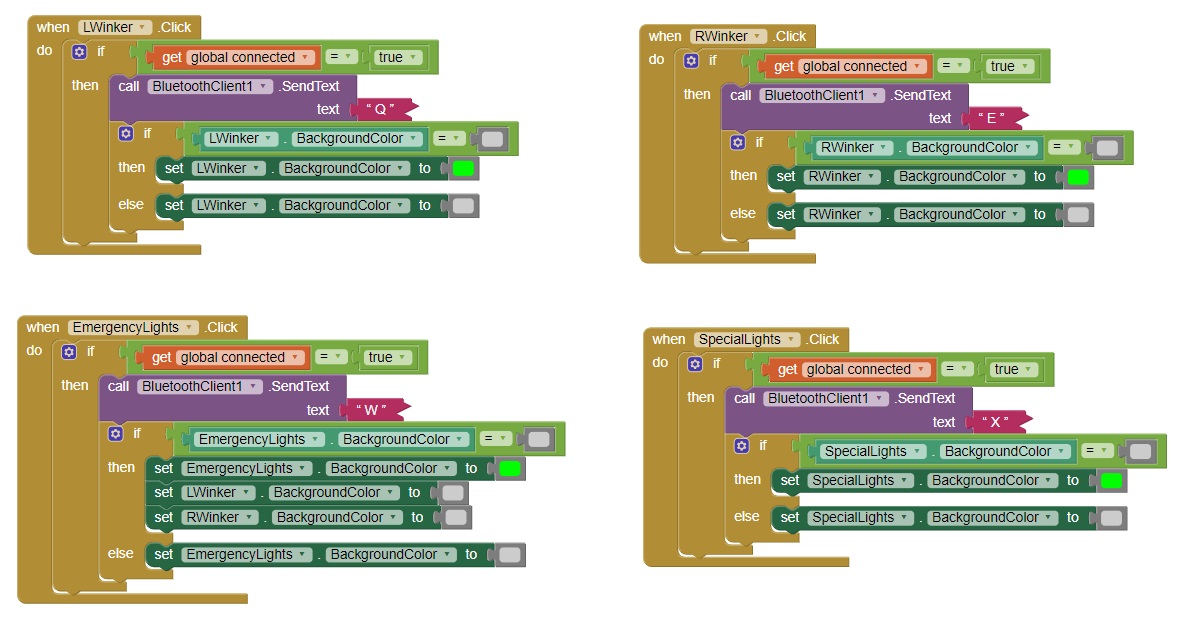 when LWinker .Click
do if get global connected = true
then call BluetoothClient1 .SendText
text “ Q ”
if LWinker . BackgroundColor =
then set LWinker . BackgroundColor to
else set LWinker . BackgroundColor to
when RWinker .Click
do if get global connected = true
then call BluetoothClient1 .SendText
text “ E ”
if RWinker . BackgroundColor =
then set RWinker . BackgroundColor to
else set RWinker . BackgroundColor to
when EmergencyLights .Click
do if get global connected = true
then call BluetoothClient1 .SendText
text “ W ”
if EmergencyLights . BackgroundColor =
then set EmergencyLights . BackgroundColor to
set LWinker . BackgroundColor to
set RWinker . BackgroundColor to
else set EmergencyLights . BackgroundColor to
when SpecialLights .Click
do if get global connected = true
then call BluetoothClient1 .SendText
text “ X ”
if SpecialLights . BackgroundColor =
then set SpecialLights . BackgroundColor to
else set SpecialLights . BackgroundColor to